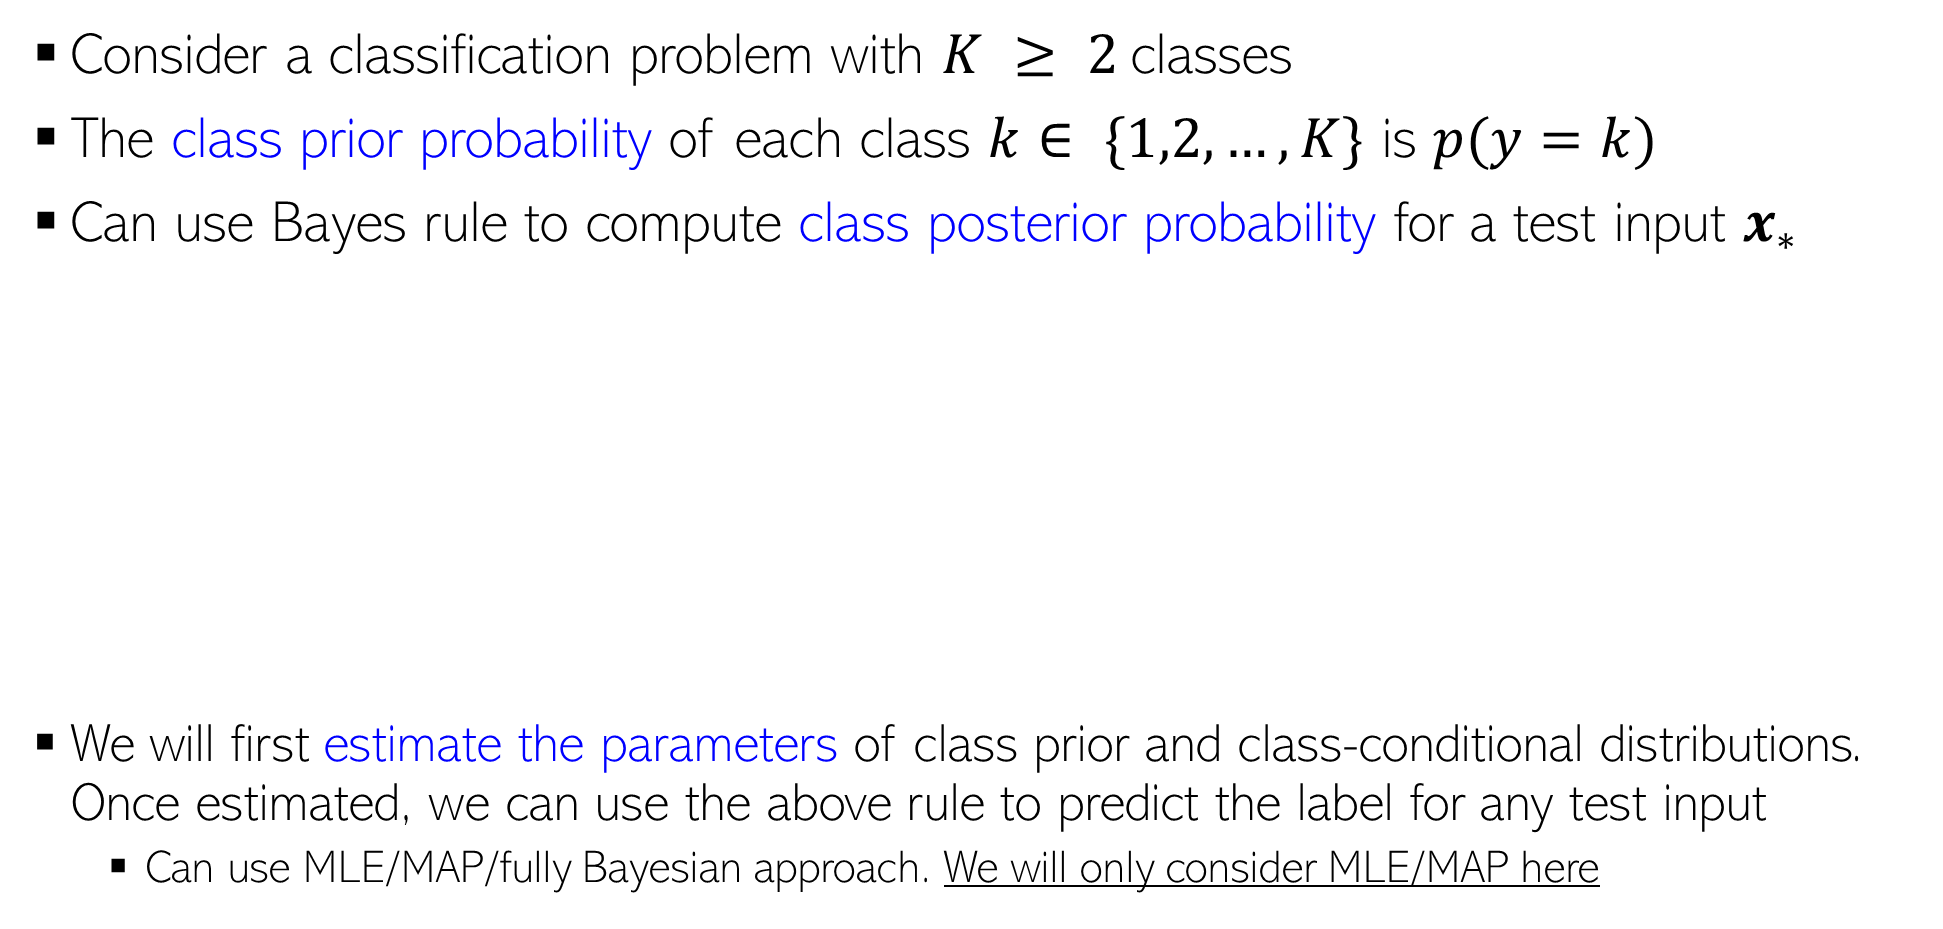 ▪ Consider a classification problem with K ≥ 2 classes
▪ The class prior probability of each class k ∈ {1,2, … , K} is p(y = k)
▪ Can use Bayes rule to compute class posterior probability for a test input x∗
▪ We will first estimate the parameters of class prior and class-conditional distributions.
Once estimated, we can use the above rule to predict the label for any test input
▪ Can use MLE/MAP/fully Bayesian approach. We will only consider MLE/MAP here